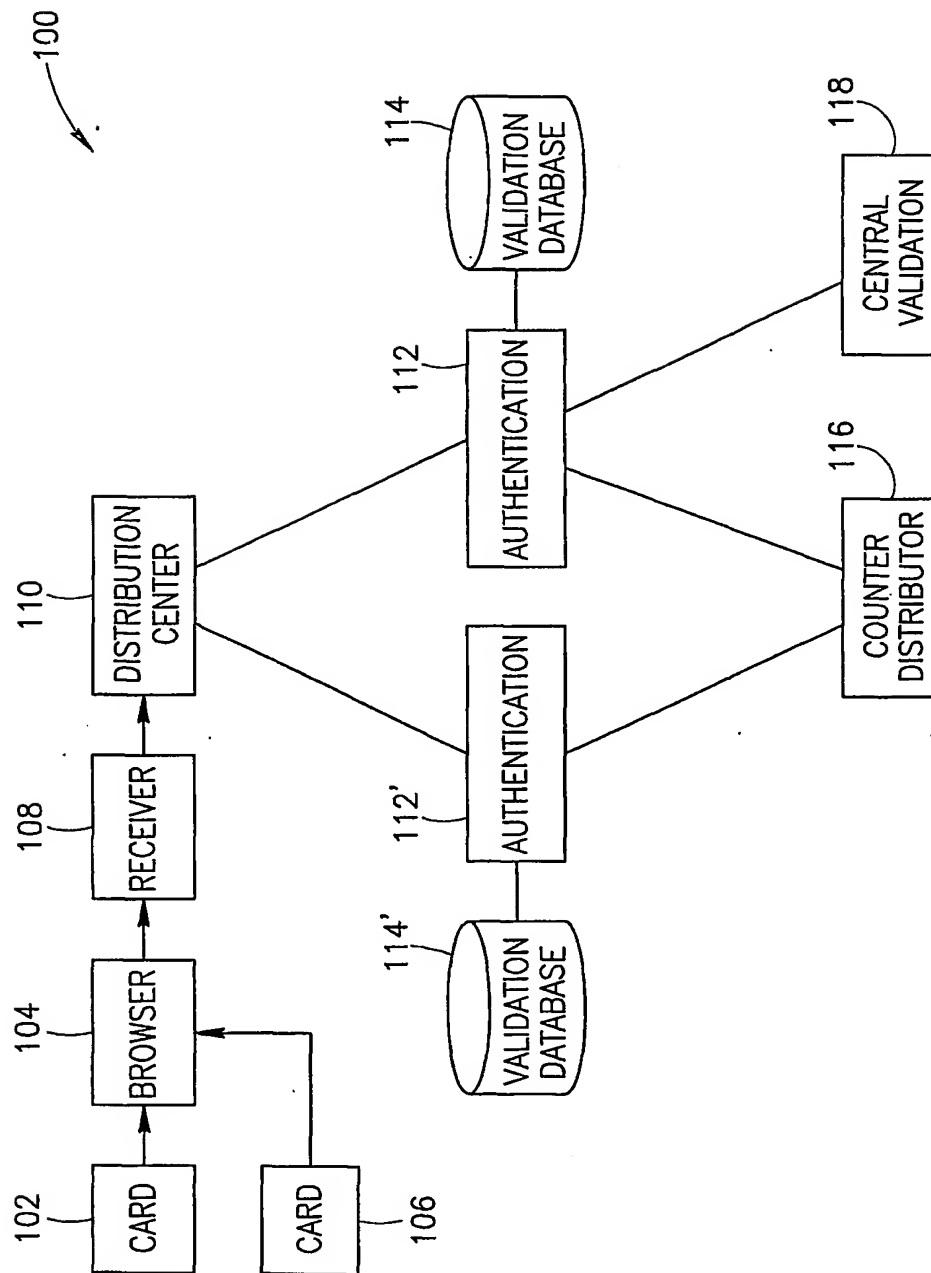 100
102
CARD
104
BROWSER
108
RECEIVER
110
DISTRIBUTION
CENTER
CARD
106
114'
VALIDATION
DATABASE
112'
AUTHENTICATION
112
AUTHENTICATION
114
VALIDATION
DATABASE
COUNTER
DISTRIBUTOR
116
CENTRAL
VALIDATION
118